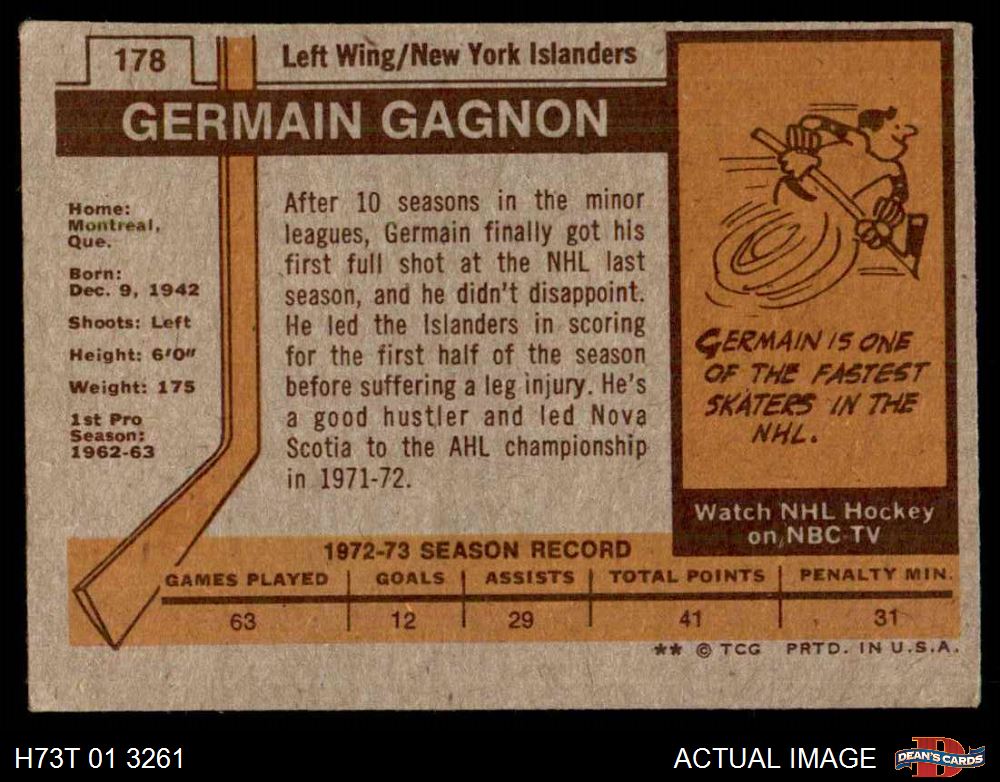 178
Left Wing/New York Islanders
GERMAIN GAGNON
Home:
Montreal,
Que.
Born:
Dec. 9, 1942
Shoots: Left
Height: 6'0"
Weight: 175
1st Pro
Season:
1962-63
After 10 seasons in the minor
leagues, Germain finally got his
first full shot at the NHL last
season, and he didn't disappoint.
He led the Islanders in scoring
for the first half of the season
before suffering a leg injury. He's
a good hustler and led Nova
Scotia to the AHL championship
in 1971-72.
GERMAIN IS ONE
OF THE FASTEST
SKATERS IN THE
NHL.
Watch NHL Hockey
on NBC-TV
1972-73 SEASON RECORD
GAMES PLAYED GOALS ASSISTS TOTAL POINTS PENALTY MIN.
63 12 29 41 31
** © TCG PRTD. IN U.S.A.
H73T 01 3261
ACTUAL IMAGE
D
DEAN'S CARDS